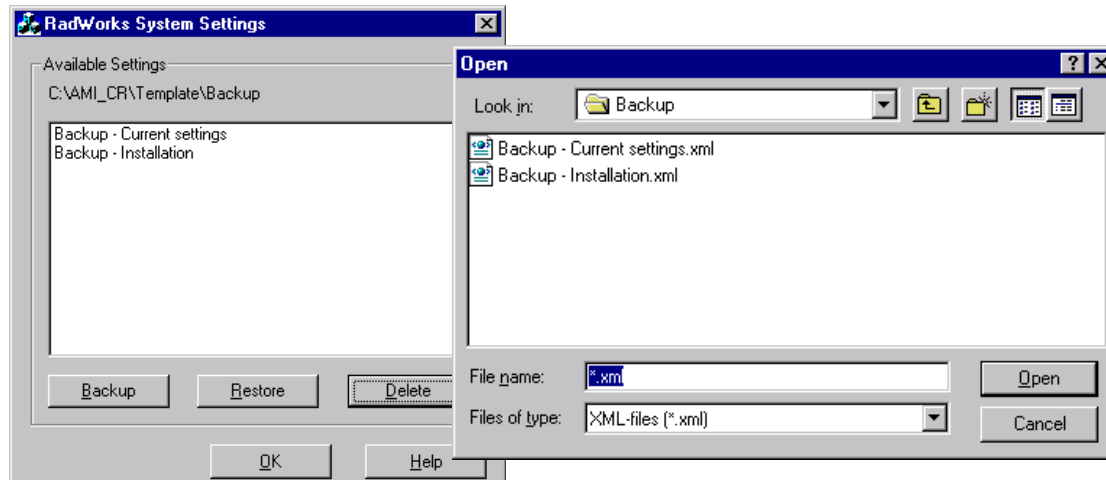 RadWorks System Settings
Available Settings
C:\AMI_CR\Template\Backup
Backup - Current settings
Backup - Installation
Backup
Restore
Delete
OK
Help
Open
Look in:
Backup
Backup - Current settings.xml
Backup - Installation.xml
File name:
*.xml
Open
Files of type:
XML-files (*.xml)
Cancel